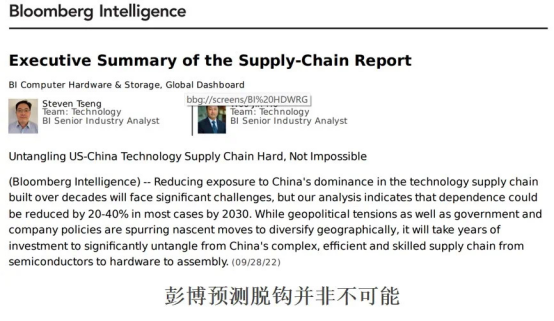 Bloomberg Intelligence
Executive Summary of the Supply-Chain Report
BI Computer Hardware & Storage, Global Dashboard
Steven Tseng
Team: Technology
BI Senior Industry Analyst
bbg://screens/BI%20HDWRG
Team: Technology
BI Senior Industry Analyst
Untangling US-China Technology Supply Chain Hard, Not Impossible
(Bloomberg Intelligence) -- Reducing exposure to China's dominance in the technology supply chain
built over decades will face significant challenges, but our analysis indicates that dependence could
be reduced by 20-40% in most cases by 2030. While geopolitical tensions as well as government and
company policies are spurring nascent moves to diversify geographically, it will take years of
investment to significantly untangle from China's complex, efficient and skilled supply chain from
semiconductors to hardware to assembly. (09/28/22)
彭博预测脱钩并非不可能